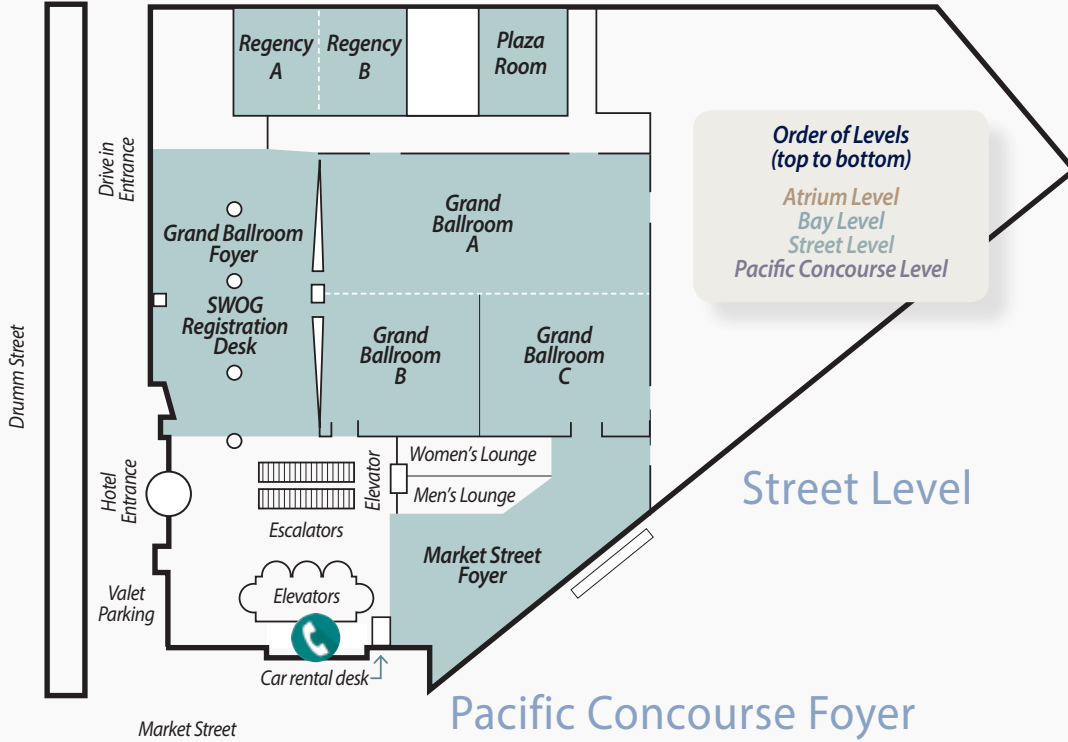 Regency
A
Regency
B
Plaza
Room
Drive in
Entrance
Order of Levels
(top to bottom)
Atrium Level
Bay Level
Street Level
Pacific Concourse Level
Grand
Ballroom
A
Grand Ballroom
Foyer
SWOG
Registration
Desk
Grand
Ballroom
B
Grand
Ballroom
C
Drumm Street
Hotel
Entrance
Elevator
Women's Lounge
Men's Lounge
Street Level
Escalators
Market Street
Foyer
Valet
Parking
Elevators
Car rental desk
Market Street
Pacific Concourse Foyer